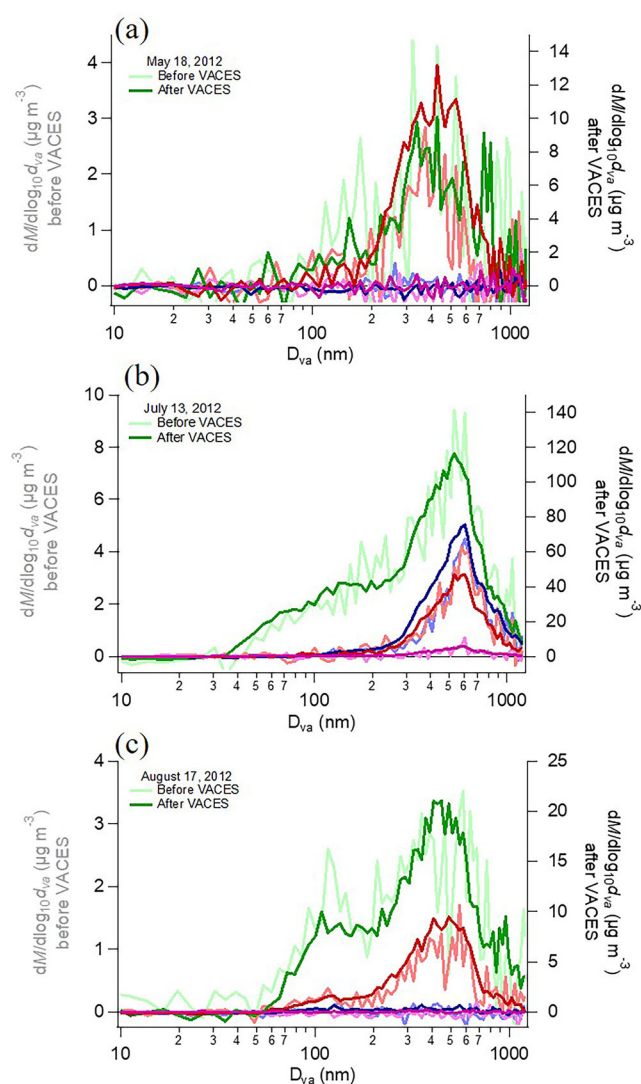 (a)
May 18, 2012
Before VACES
After VACES
4
3
2
1
0
14
12
10
8
6
4
2
0
dM/dlog10dva (µg m-3)
before VACES
dM/dlog10dva (µg m-3)
after VACES
10 2 3 4 5 6 7 100 2 3 4 5 6 7 1000
Dva (nm)
(b)
July 13, 2012
Before VACES
After VACES
10
8
6
4
2
0
140
120
100
80
60
40
20
0
dM/dlog10dva (µg m-3)
before VACES
dM/dlog10dva (µg m-3)
after VACES
10 2 3 4 5 6 7 100 2 3 4 5 6 7 1000
Dva (nm)
(c)
August 17, 2012
Before VACES
After VACES
4
3
2
1
0
25
20
15
10
5
0
dM/dlog10dva (µg m-3)
before VACES
dM/dlog10dva (µg m-3)
after VACES
10 2 3 4 5 6 7 100 2 3 4 5 6 7 1000
Dva (nm)